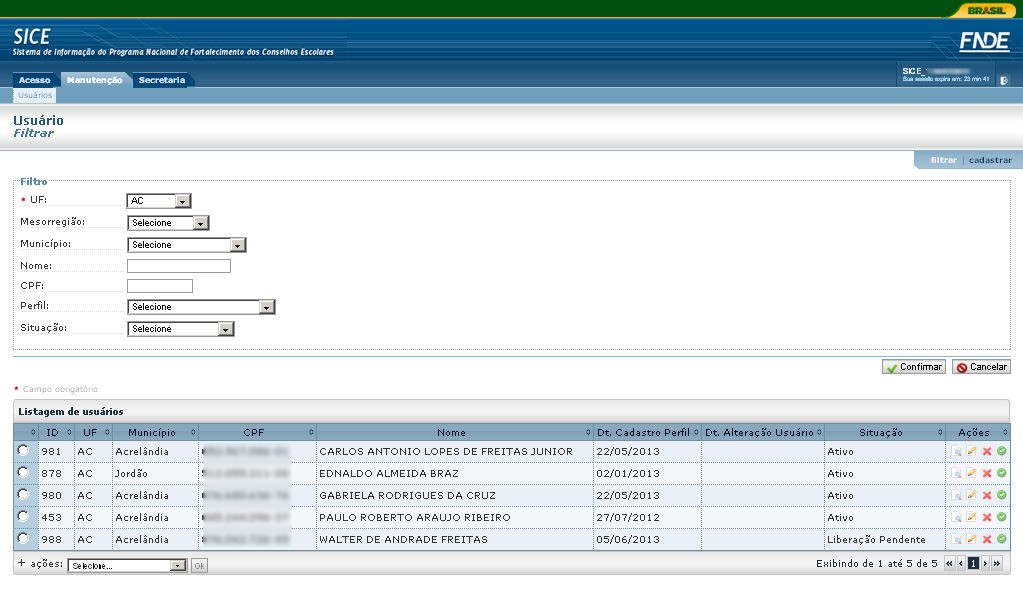 BRASIL
SICE
Sistema de Informação do Programa Nacional de Fortalecimento dos Conselhos Escolares
FNDE
Acesso Manutenção Secretaria
SICE_
Sua sessão expira em: 23 min 41
Usuários
Usuário
Filtrar
filtrar | cadastrar
Filtro
* UF: AC
Mesorregião: Selecione
Município: Selecione
Nome:
CPF:
Perfil: Selecione
Situação: Selecione
Confirmar Cancelar
* Campo obrigatório
Listagem de usuários
ID UF Município CPF Nome Dt. Cadastro Perfil Dt. Alteração Usuário Situação Ações
981 AC Acrelândia CARLOS ANTONIO LOPES DE FREITAS JUNIOR 22/05/2013 Ativo
878 AC Jordão EDNALDO ALMEIDA BRAZ 02/01/2013 Ativo
980 AC Acrelândia GABRIELA RODRIGUES DA CRUZ 22/05/2013 Ativo
453 AC Acrelândia PAULO ROBERTO ARAUJO RIBEIRO 27/07/2012 Ativo
988 AC Acrelândia WALTER DE ANDRADE FREITAS 05/06/2013 Liberação Pendente
+ ações: Selecione... Ok Exibindo de 1 até 5 de 5 « ‹ 1 › »